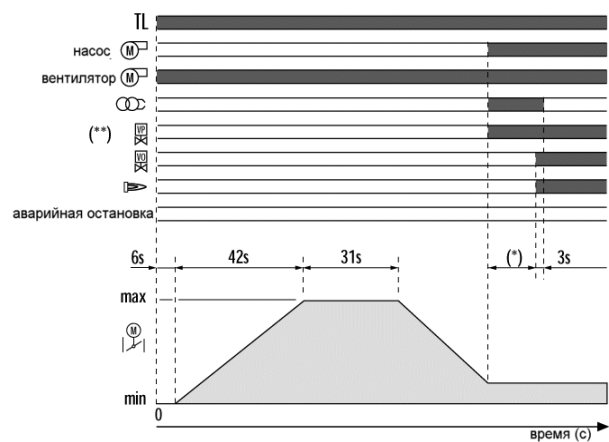 TL
насос M
вентилятор M
(**) VP
VO
аварийная остановка
6s 42s 31s (*) 3s
max
M
min
0
время (с)